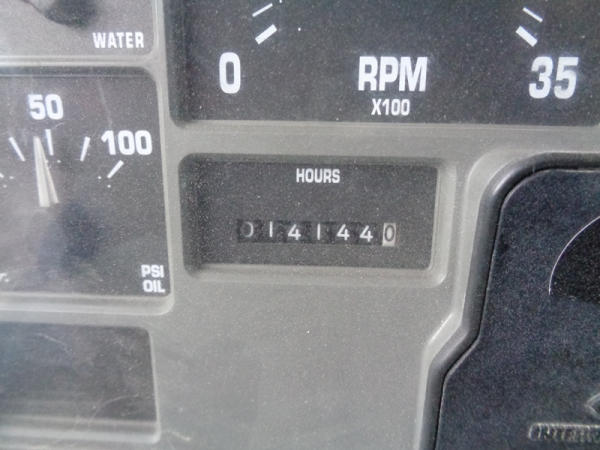 WATER
0 RPM 35
X100
50
100
HOURS
0141440
PSI
OIL